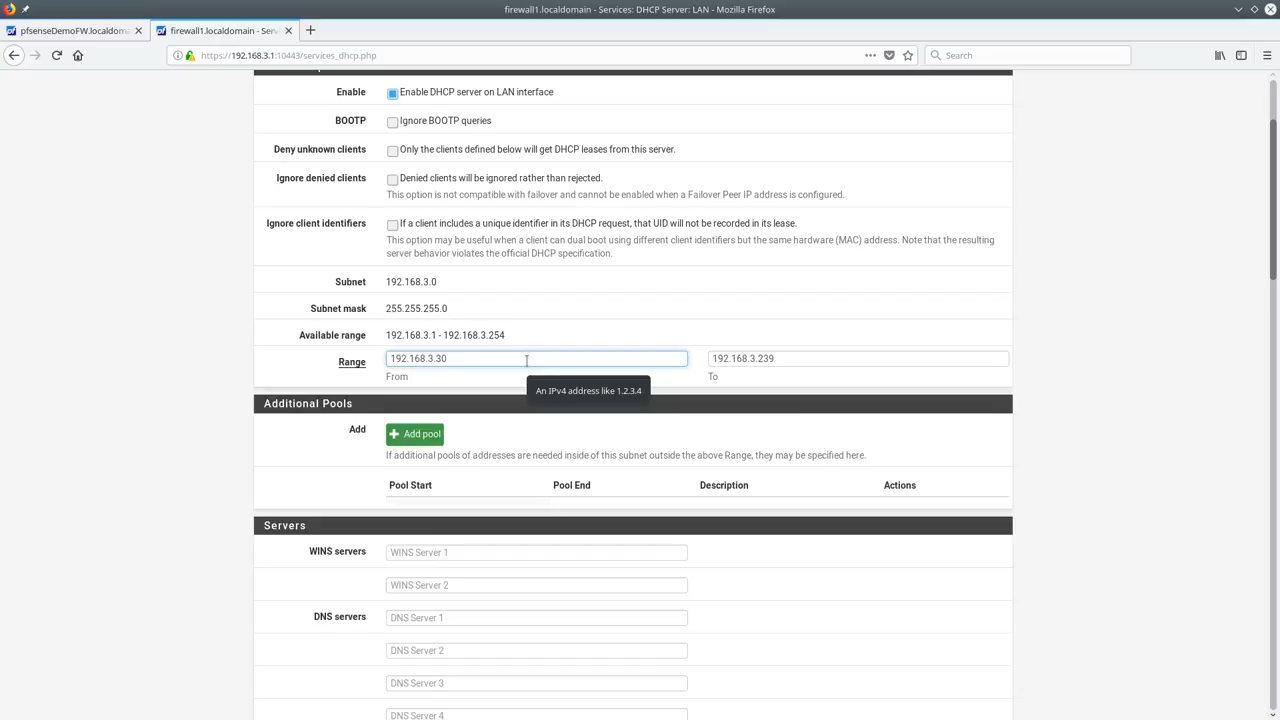 firewall1.localdomain - Services: DHCP Server: LAN - Mozilla Firefox
pfsenseDemoFW.localdom
firewall1.localdomain - Serv
https://192.168.3.1:10443/services_dhcp.php
Search
Enable
Enable DHCP server on LAN interface
BOOTP
Ignore BOOTP queries
Deny unknown clients
Only the clients defined below will get DHCP leases from this server.
Ignore denied clients
Denied clients will be ignored rather than rejected.
This option is not compatible with failover and cannot be enabled when a Failover Peer IP address is configured.
Ignore client identifiers
If a client includes a unique identifier in its DHCP request, that UID will not be recorded in its lease.
This option may be useful when a client can dual boot using different client identifiers but the same hardware (MAC) address. Note that the resulting
server behavior violates the official DHCP specification.
Subnet
192.168.3.0
Subnet mask
255.255.255.0
Available range
192.168.3.1 - 192.168.3.254
Range
192.168.3.30
192.168.3.239
From
To
An IPv4 address like 1.2.3.4
Additional Pools
Add
Add pool
If additional pools of addresses are needed inside of this subnet outside the above Range, they may be specified here.
Pool Start
Pool End
Description
Actions
Servers
WINS servers
WINS Server 1
WINS Server 2
DNS servers
DNS Server 1
DNS Server 2
DNS Server 3
DNS Server 4